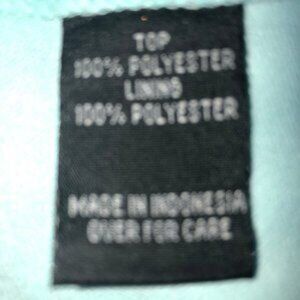 TOP
100% POLYESTER
LINING
100% POLYESTER
MADE IN INDONESIA
OVER FOR CARE